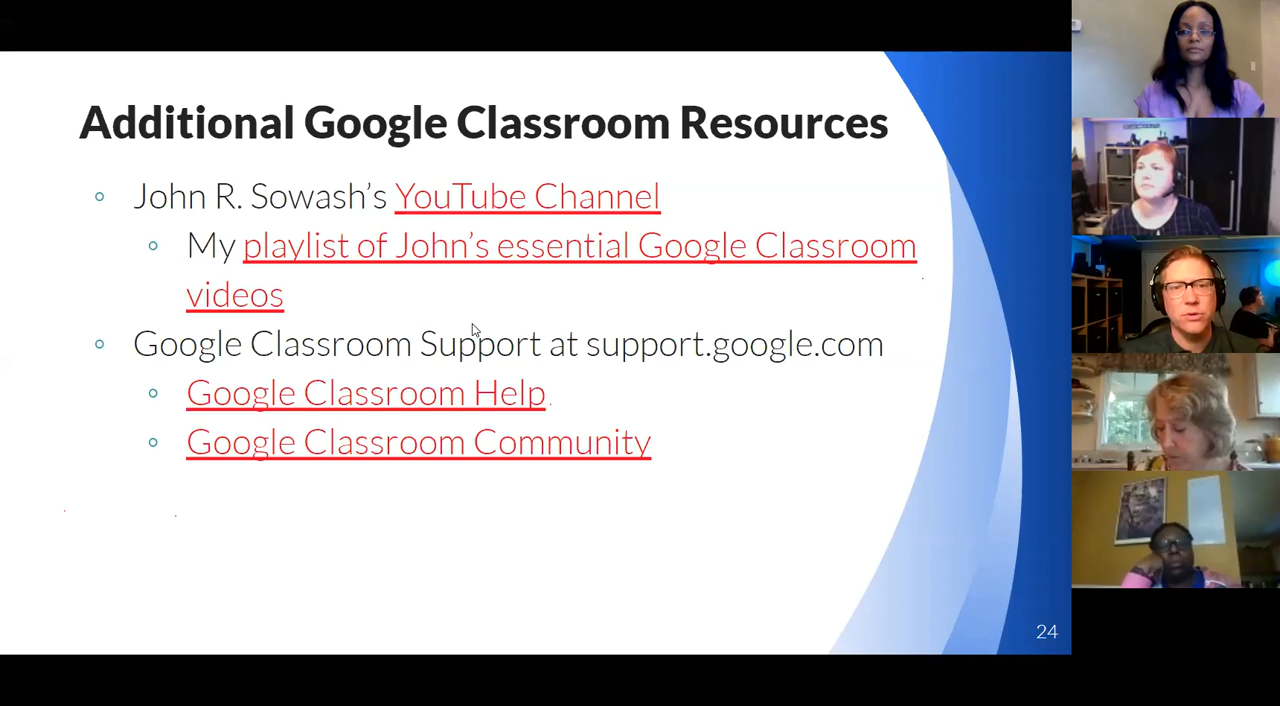 Additional Google Classroom Resources
John R. Sowash’s YouTube Channel
My playlist of John’s essential Google Classroom
videos
Google Classroom Support at support.google.com
Google Classroom Help
Google Classroom Community
24